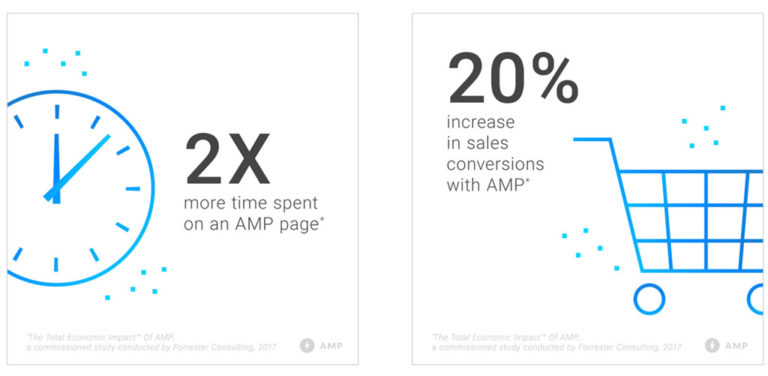 2X
more time spent
on an AMP page*
*The Total Economic Impact™ Of AMP,
a commissioned study conducted by Forrester Consulting, 2017
AMP
20%
increase
in sales
conversions
with AMP*
*The Total Economic Impact™ Of AMP,
a commissioned study conducted by Forrester Consulting, 2017
AMP